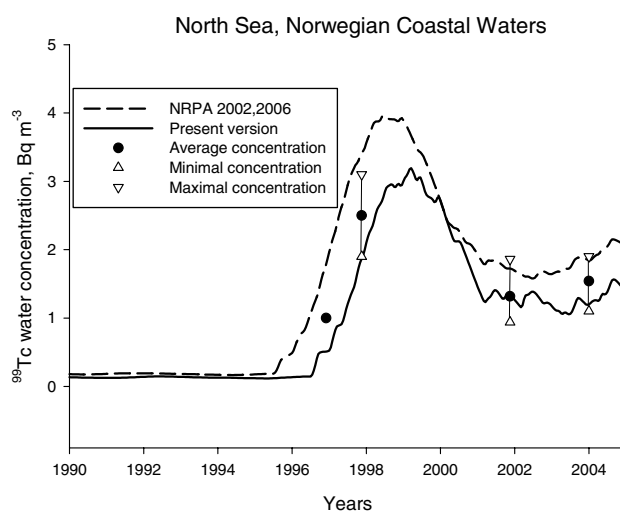 North Sea, Norwegian Coastal Waters
5
4
3
2
1
0
NRPA 2002,2006
Present version
Average concentration
Minimal concentration
Maximal concentration
⁹⁹Tc water concentration, Bq m⁻³
1990 1992 1994 1996 1998 2000 2002 2004
Years